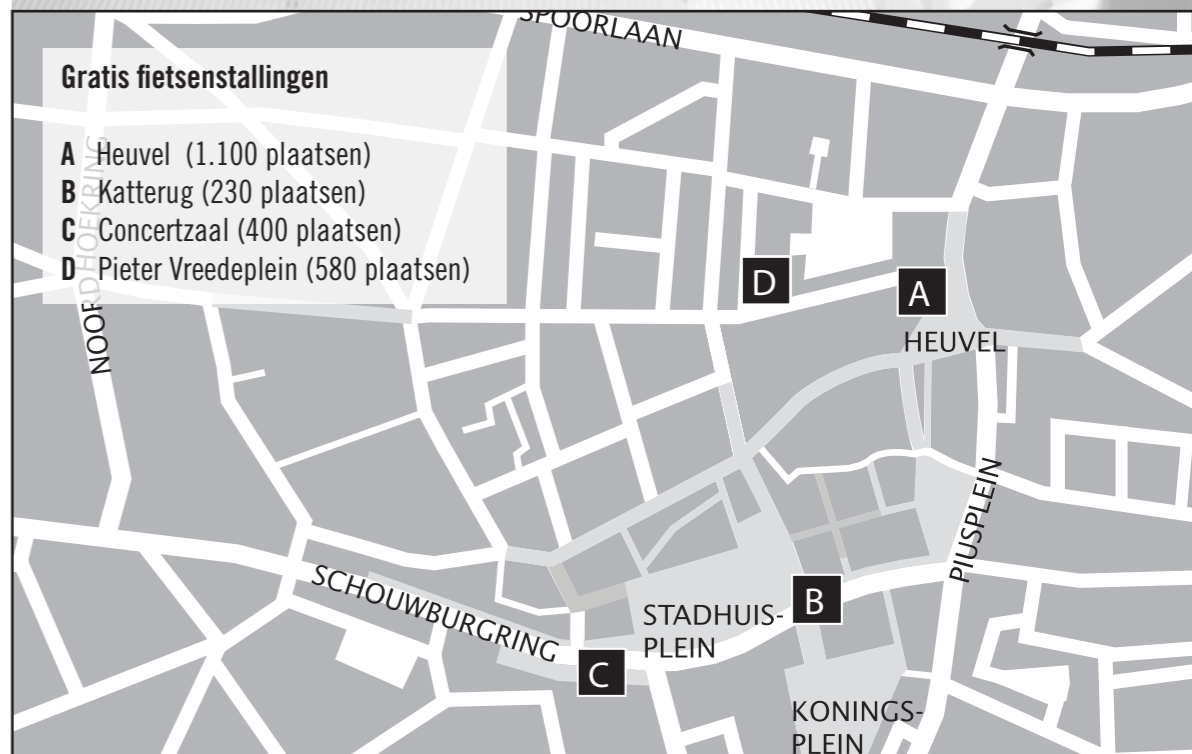 SPOORLAAN
Gratis fietsenstallingen
A Heuvel (1.100 plaatsen)
B Katterug (230 plaatsen)
C Concertzaal (400 plaatsen)
D Pieter Vreedeplein (580 plaatsen)
NOORDHOEKRING
D
A
HEUVEL
PIUSPLEIN
SCHOUWBURGRING
B
STADHUIS-
PLEIN
C
KONINGS-
PLEIN